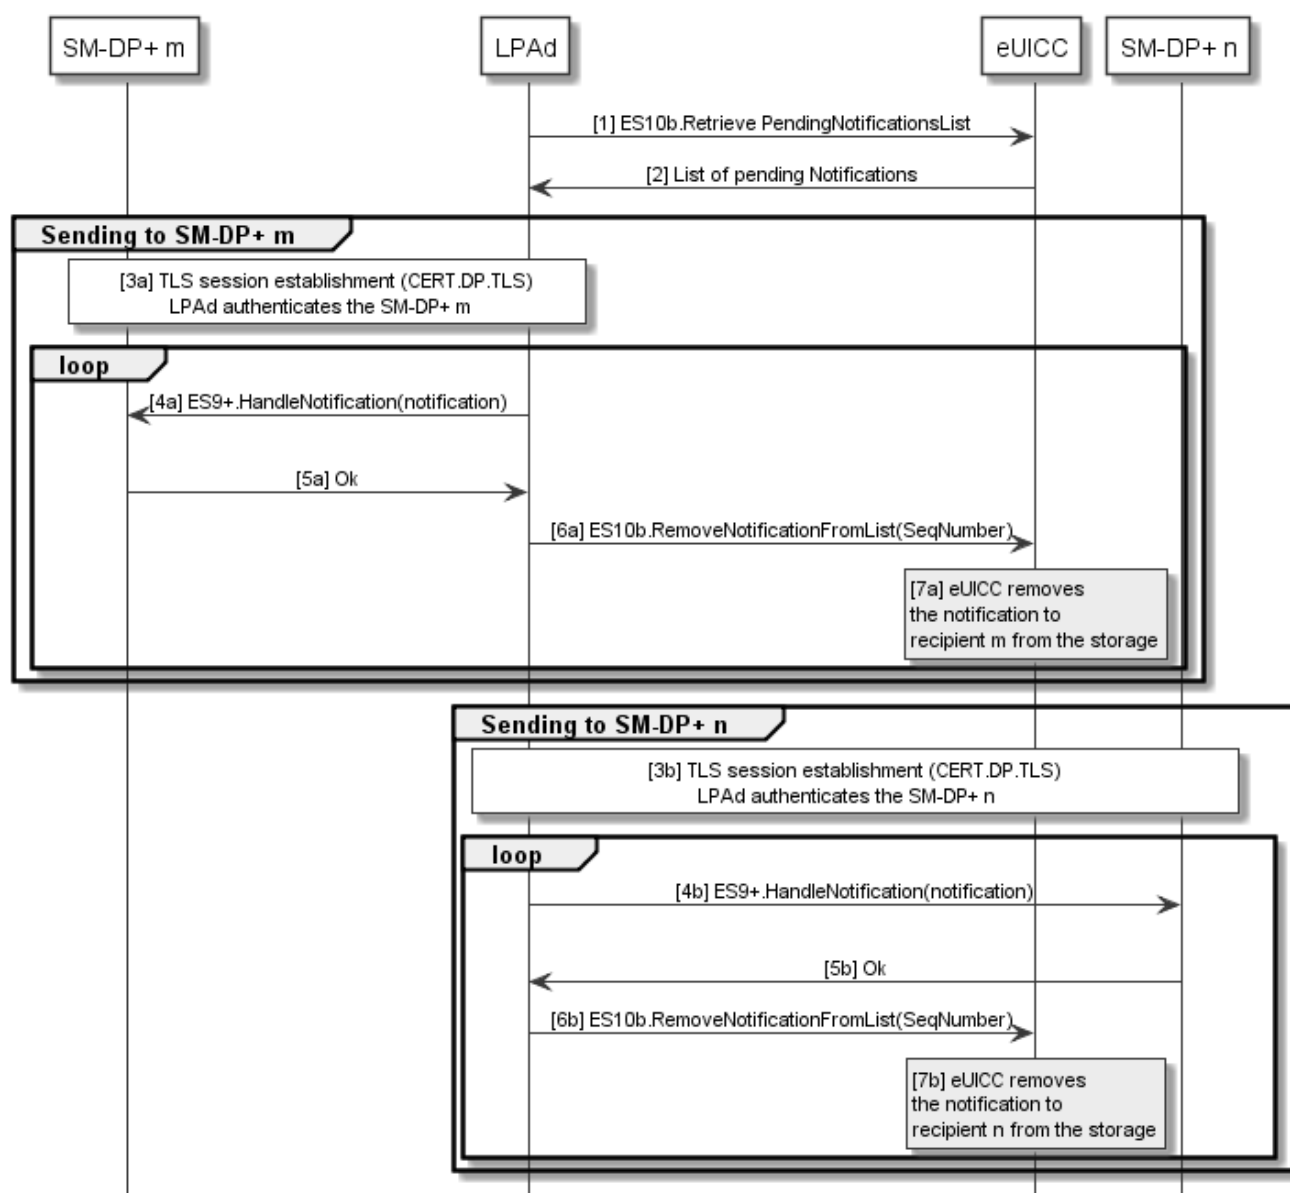 SM-DP+ m
LPAd
eUICC
SM-DP+ n
[1] ES10b.Retrieve PendingNotificationsList
[2] List of pending Notifications
Sending to SM-DP+ m
[3a] TLS session establishment (CERT.DP.TLS)
LPAd authenticates the SM-DP+ m
loop
[4a] ES9+.HandleNotification(notification)
[5a] Ok
[6a] ES10b.RemoveNotificationFromList(SeqNumber)
[7a] eUICC removes
the notification to
recipient m from the storage
Sending to SM-DP+ n
[3b] TLS session establishment (CERT.DP.TLS)
LPAd authenticates the SM-DP+ n
loop
[4b] ES9+.HandleNotification(notification)
[5b] Ok
[6b] ES10b.RemoveNotificationFromList(SeqNumber)
[7b] eUICC removes
the notification to
recipient n from the storage